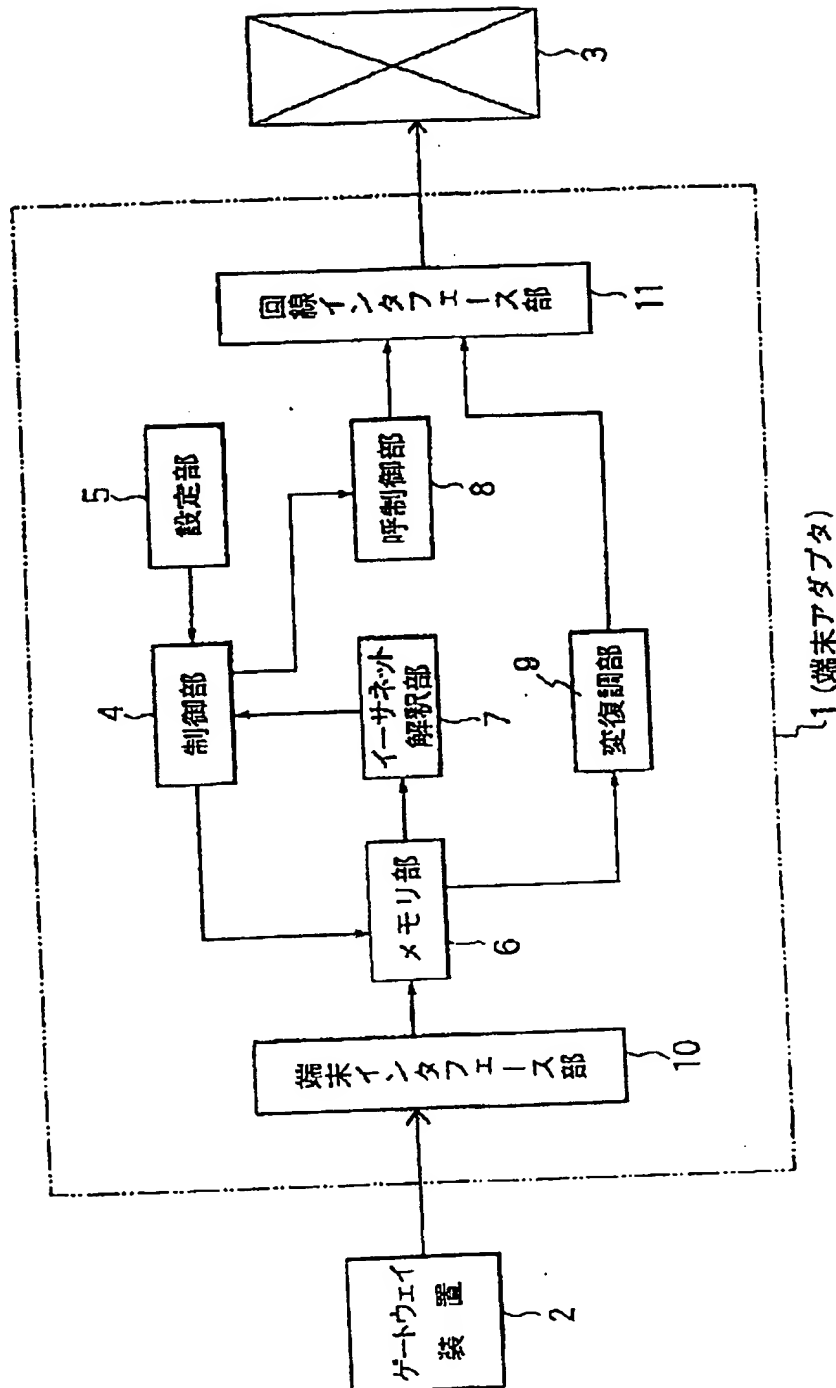 3
回線インタフェース部
11
5
設定部
呼制御部
8
4
制御部
イーサネット
解釈部
7
9
変復調部
メモリ部
6
端末インタフェース部
10
ゲートウェイ
装置
2
1(端末アダプタ)